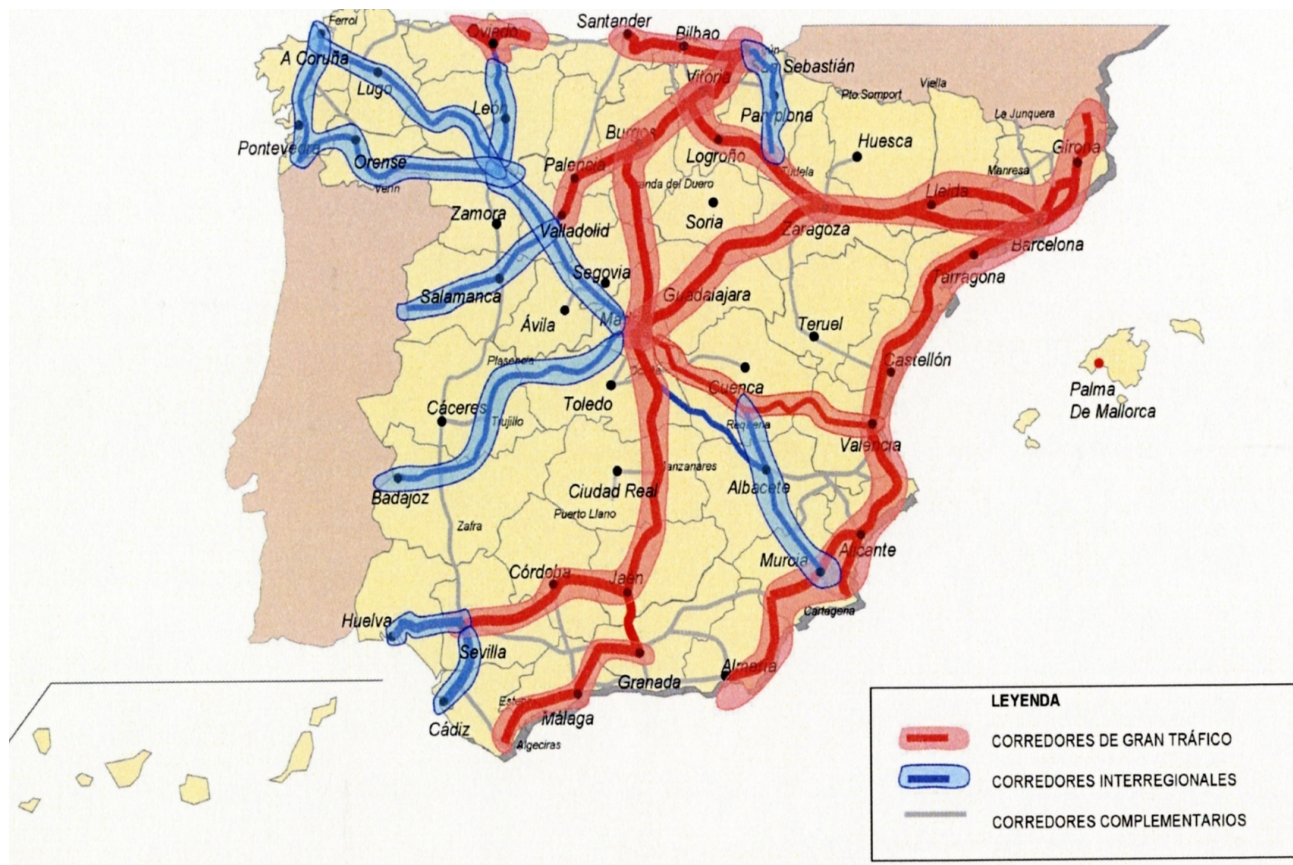 Ferrol
Santander
Oviedo
Bilbao
A Coruña
San Sebastián
Vitoria
Lugo
Viella
Pto Somport
León
Pamplona
La Junquera
Burgos
Huesca
Pontevedra
Girona
Logroño
Orense
Palencia
Manresa
Tudela
Verín
Aranda del Duero
Lleida
Zamora
Soria
Valladolid
Zaragoza
Barcelona
Segovia
Tarragona
Salamanca
Guadalajara
Ávila
Teruel
Plasencia
Castellón
Cuenca
Toledo
Palma
De Mallorca
Cáceres
Trujillo
Requena
Valencia
Manzanares
Albacete
Badajoz
Ciudad Real
Puerto Llano
Zafra
Alicante
Murcia
Córdoba
Jaén
Cartagena
Huelva
Sevilla
Almería
Granada
Estepona
Málaga
Cádiz
Algeciras
LEYENDA
CORREDORES DE GRAN TRÁFICO
CORREDORES INTERREGIONALES
CORREDORES COMPLEMENTARIOS